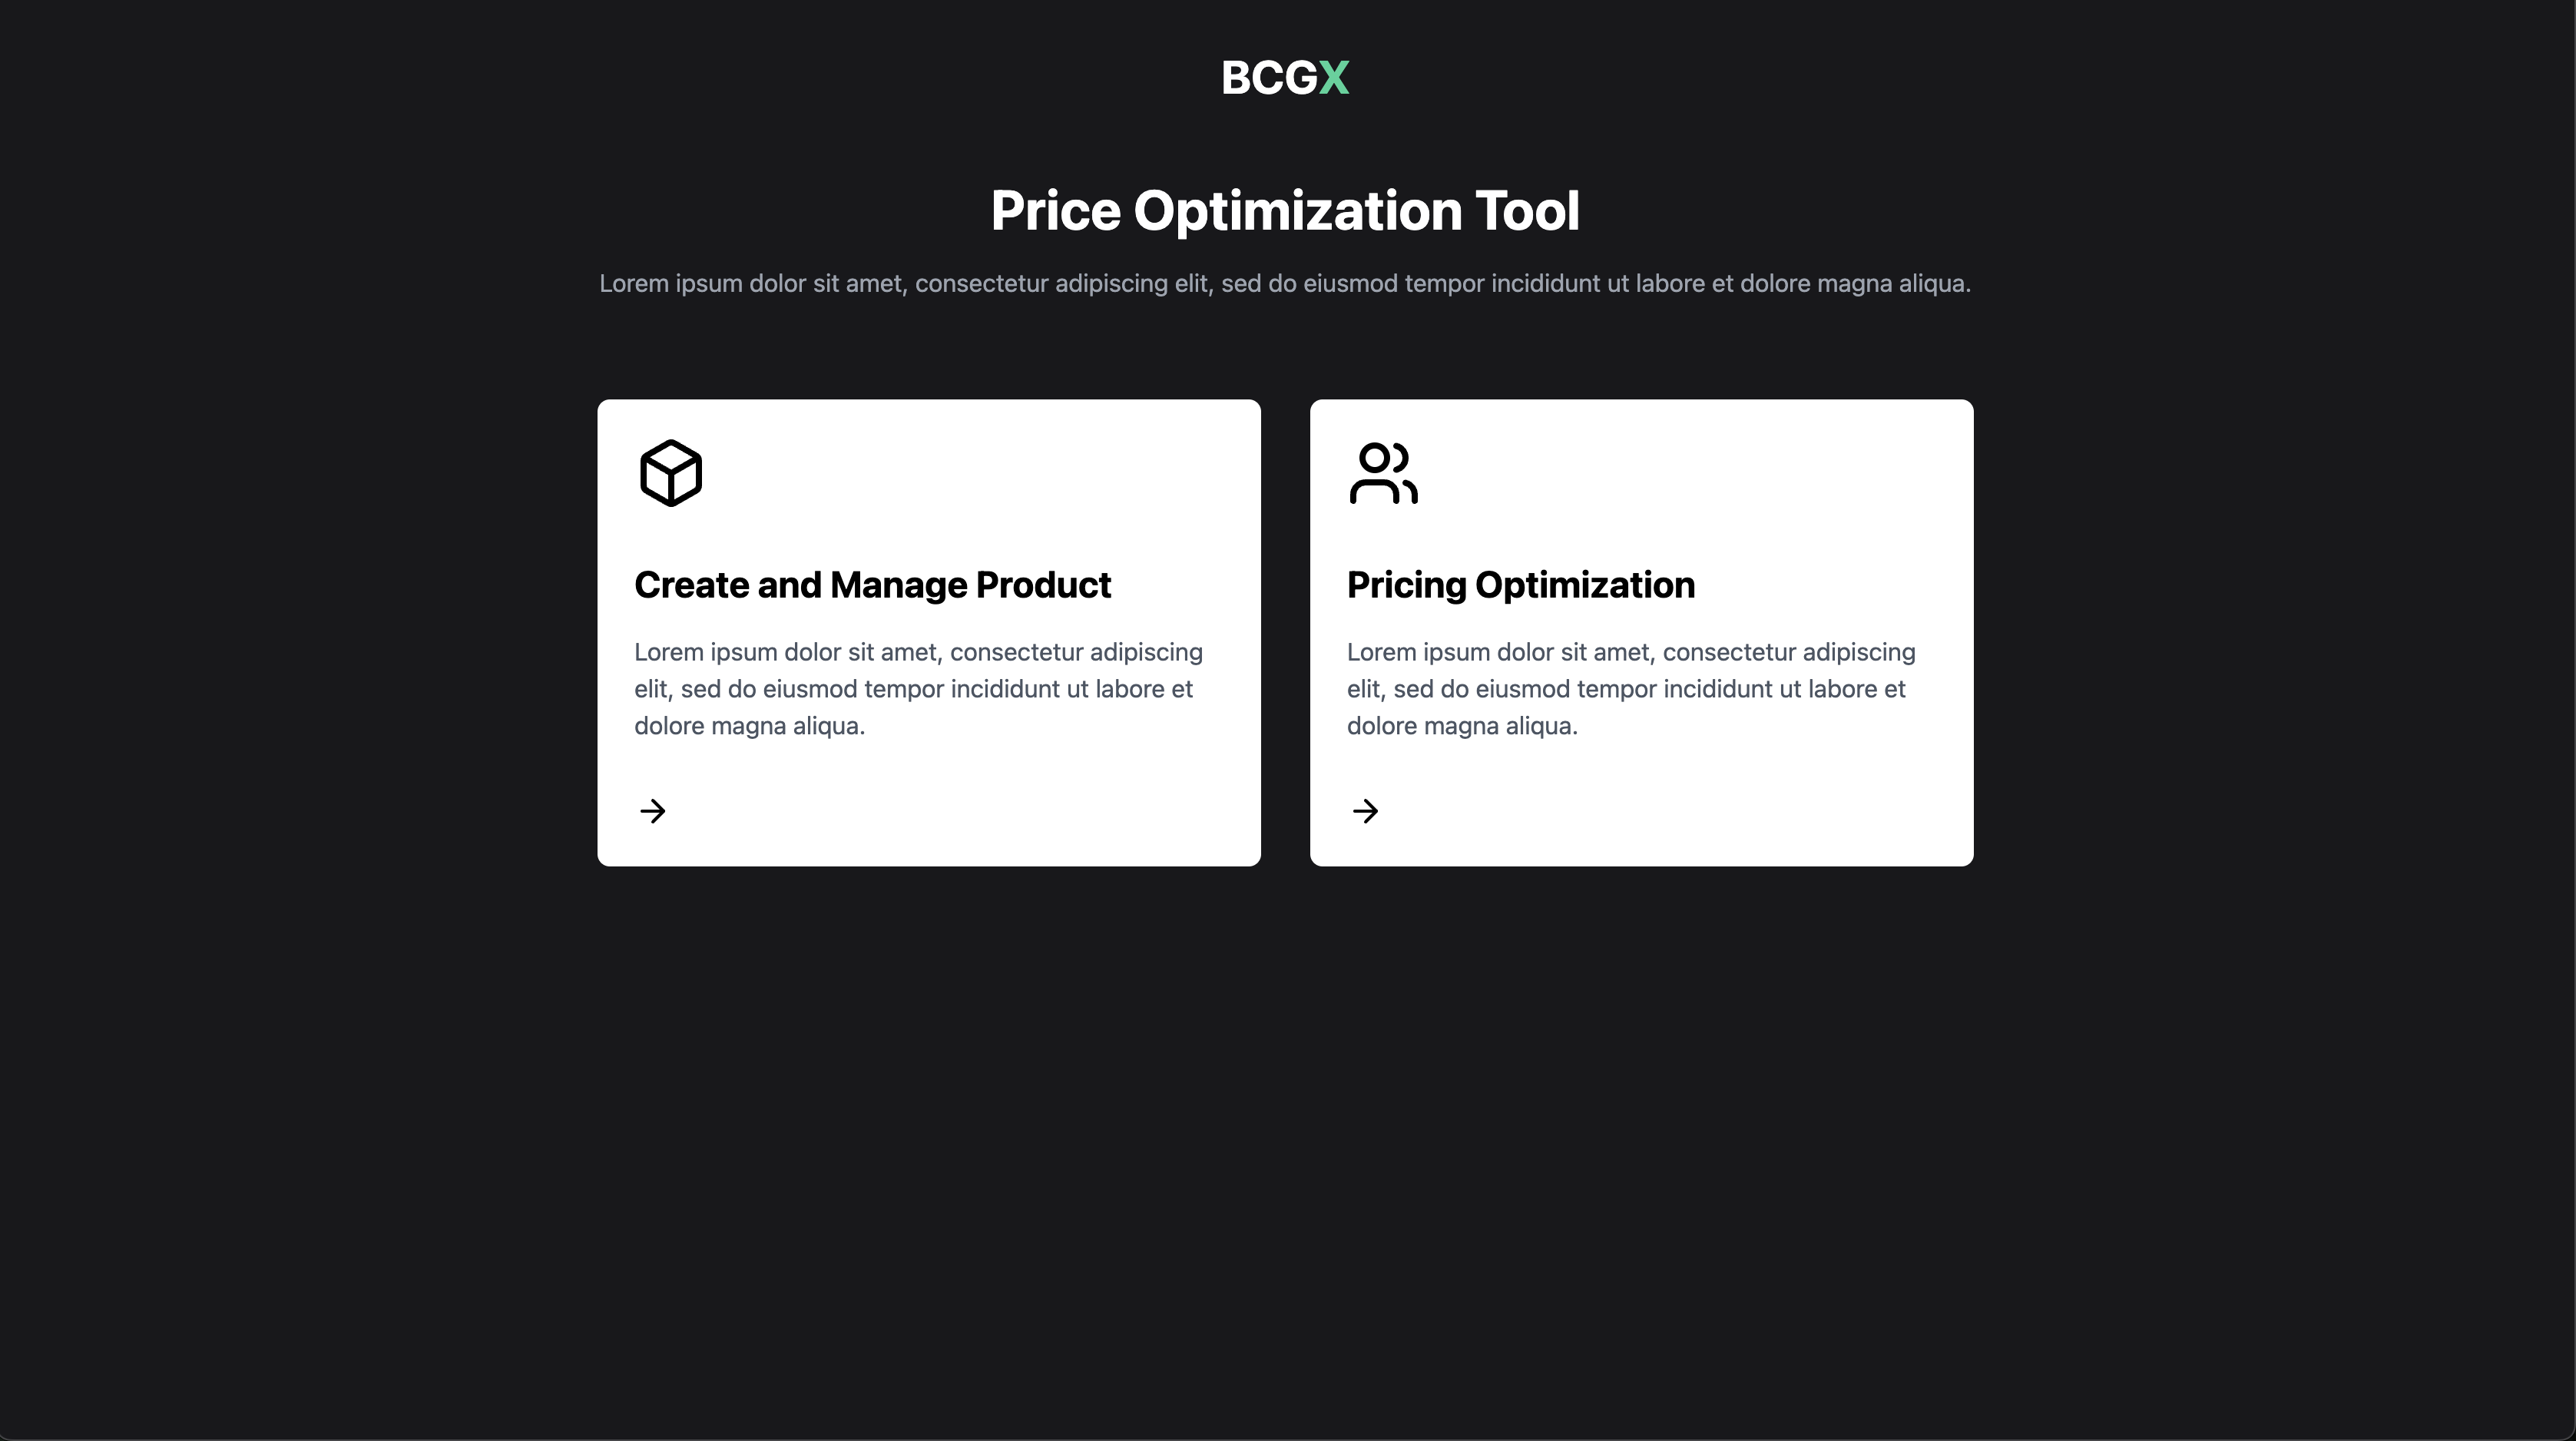 BCGX
Price Optimization Tool
Lorem ipsum dolor sit amet, consectetur adipiscing elit, sed do eiusmod tempor incididunt ut labore et dolore magna aliqua.
Create and Manage Product
Lorem ipsum dolor sit amet, consectetur adipiscing
elit, sed do eiusmod tempor incididunt ut labore et
dolore magna aliqua.
Pricing Optimization
Lorem ipsum dolor sit amet, consectetur adipiscing
elit, sed do eiusmod tempor incididunt ut labore et
dolore magna aliqua.